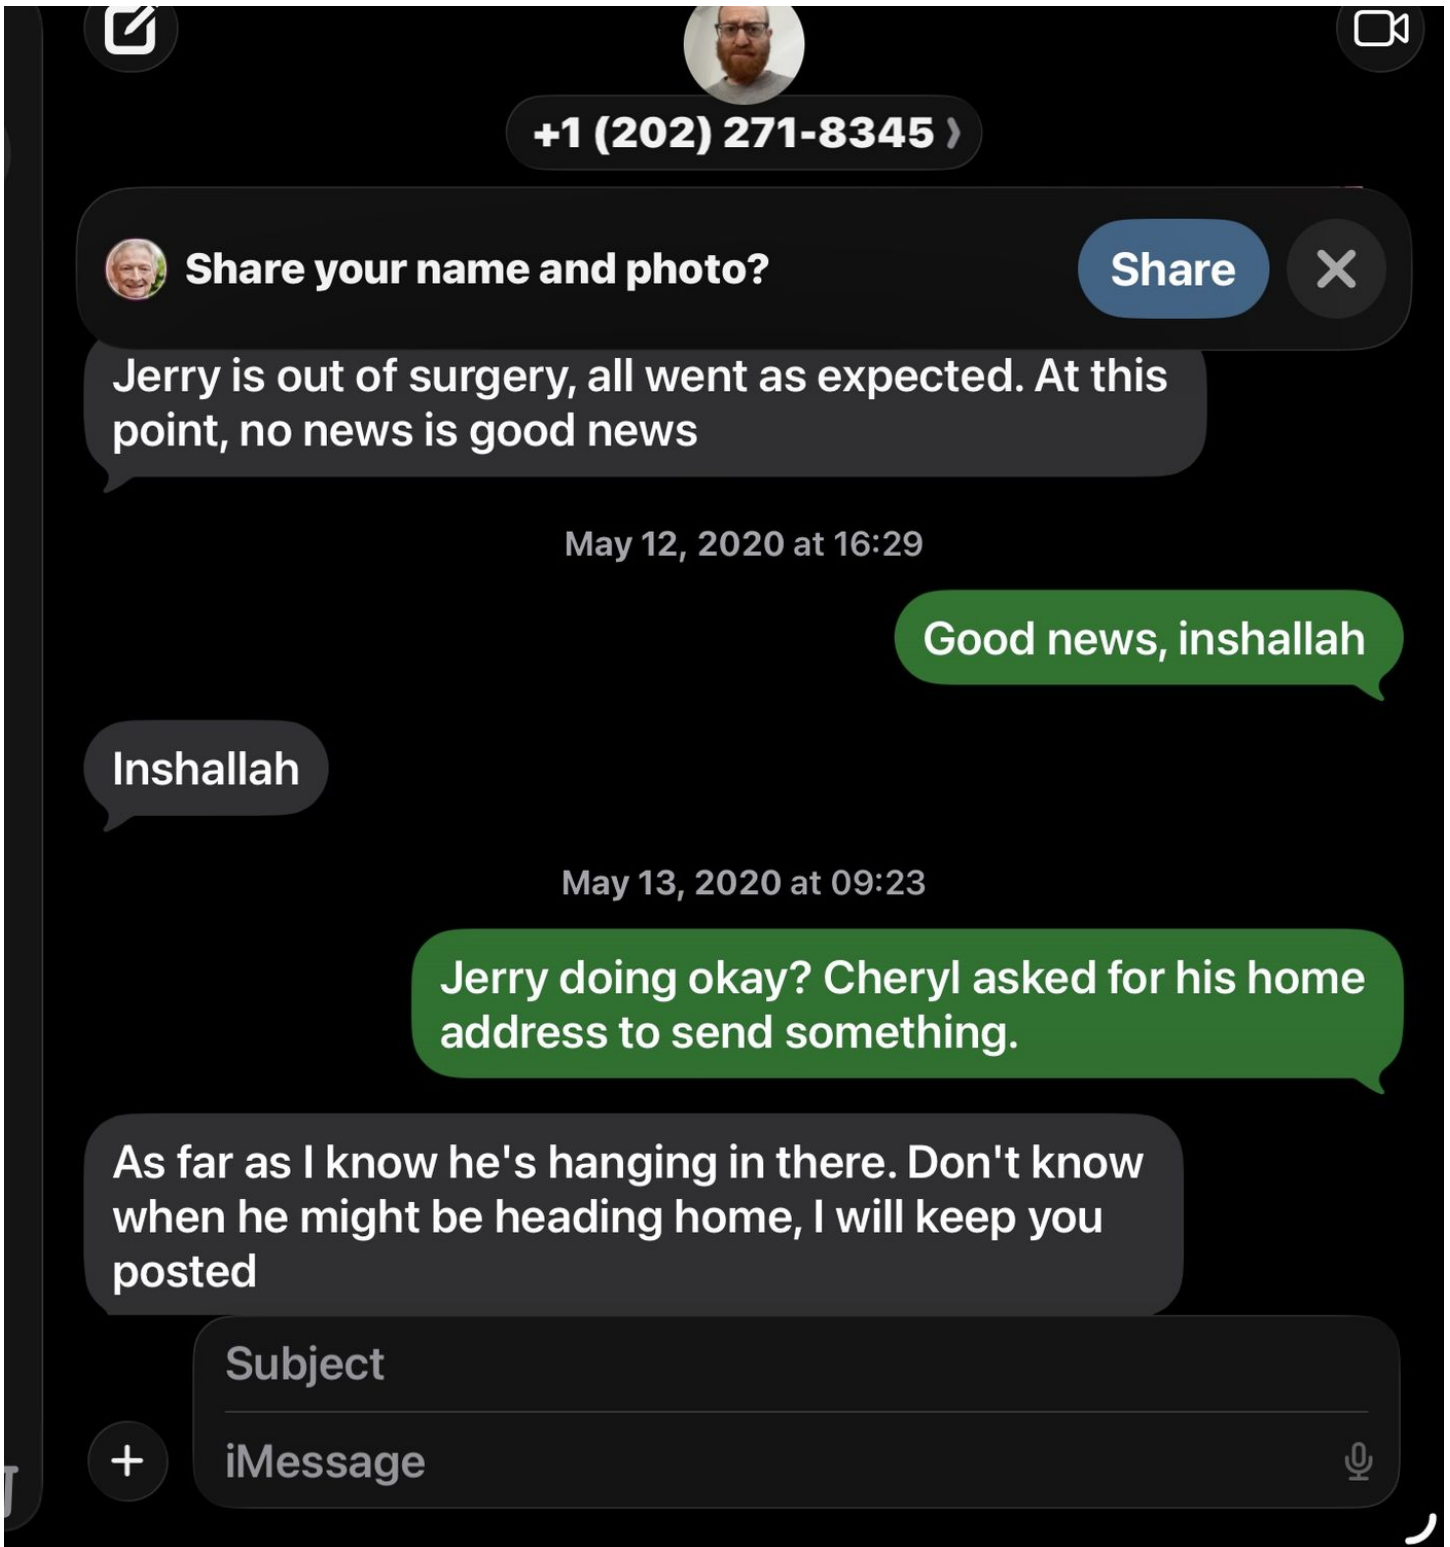 +1 (202) 271-8345
Share your name and photo?
Share
Jerry is out of surgery, all went as expected. At this
point, no news is good news
May 12, 2020 at 16:29
Good news, inshallah
Inshallah
May 13, 2020 at 09:23
Jerry doing okay? Cheryl asked for his home
address to send something.
As far as I know he's hanging in there. Don't know
when he might be heading home, I will keep you
posted
Subject
iMessage